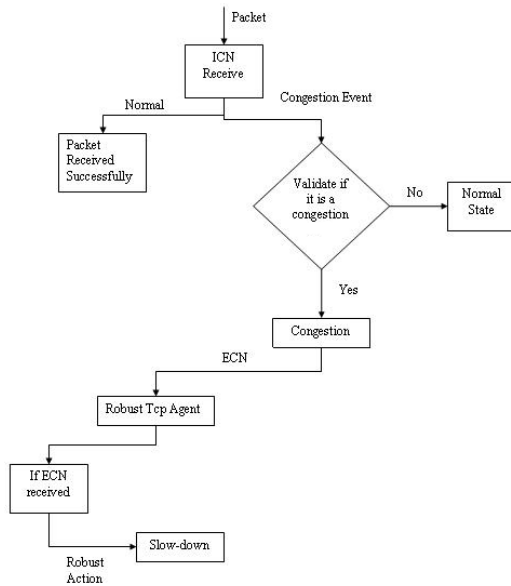 Packet
ICN
Receive
Normal
Congestion Event
Packet
Received
Successfully
Validate if
it is a
congestion
No
Normal
State
Yes
Congestion
ECN
Robust Tcp Agent
If ECN
received
Slow-down
Robust
Action